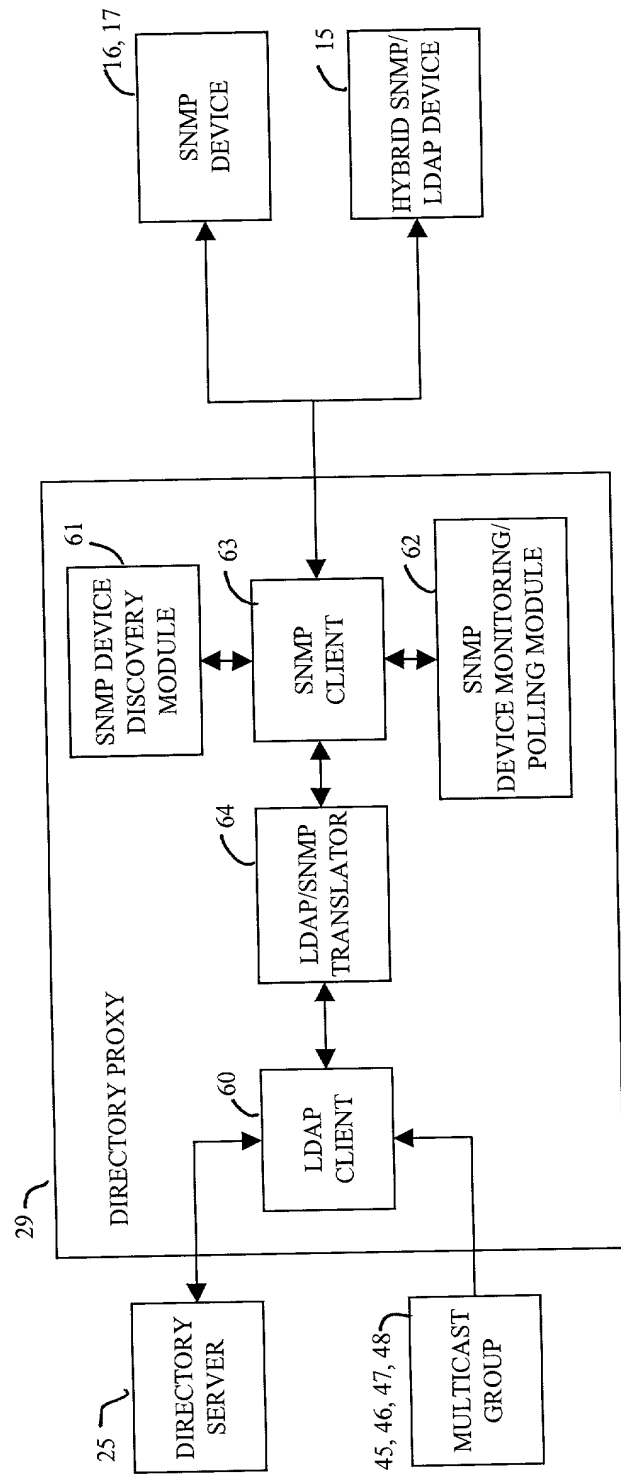 29
DIRECTORY PROXY
25
DIRECTORY
SERVER
45, 46, 47, 48
MULTICAST
GROUP
60
LDAP
CLIENT
64
LDAP/SNMP
TRANSLATOR
61
SNMP DEVICE
DISCOVERY
MODULE
63
SNMP
CLIENT
62
SNMP
DEVICE MONITORING/
POLLING MODULE
16, 17
SNMP
DEVICE
15
HYBRID SNMP/
LDAP DEVICE